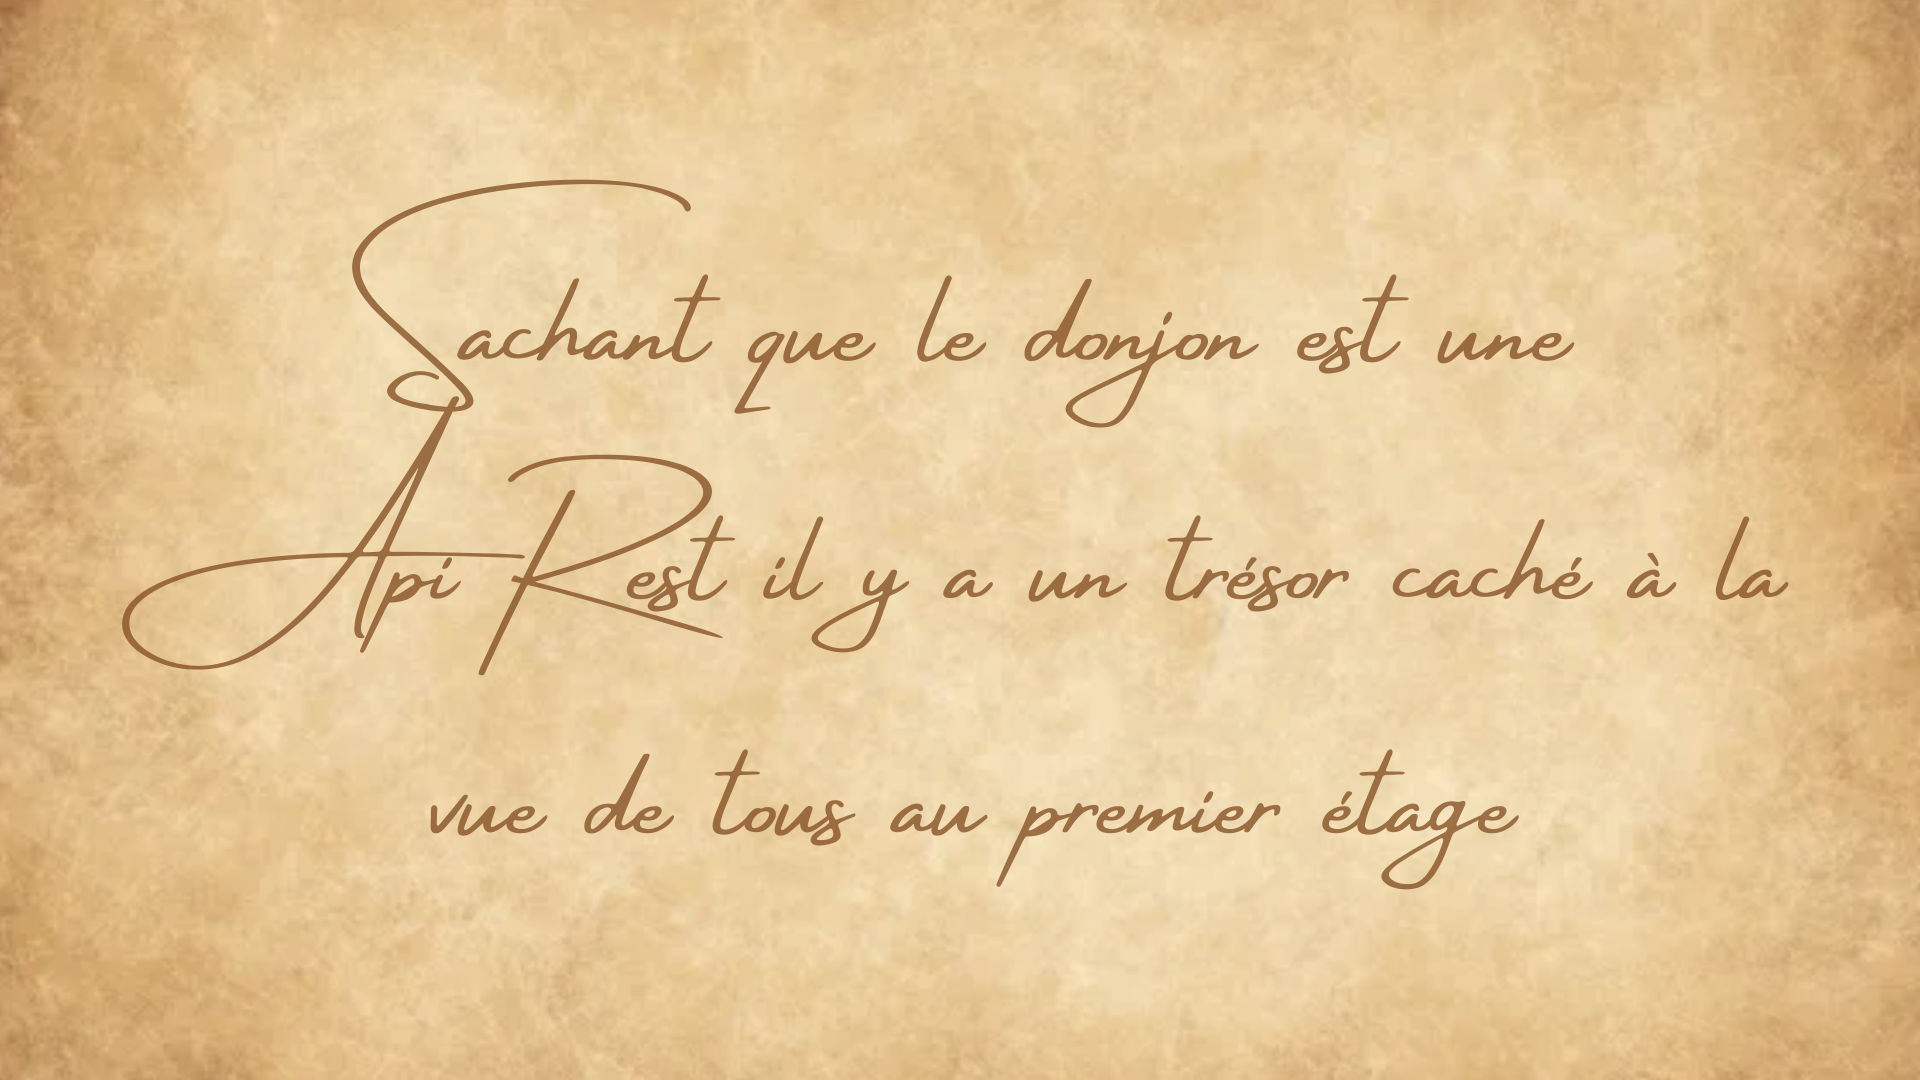 Sachant que le donjon est une
Api Rest il y a un trésor caché à la
vue de tous au premier étage